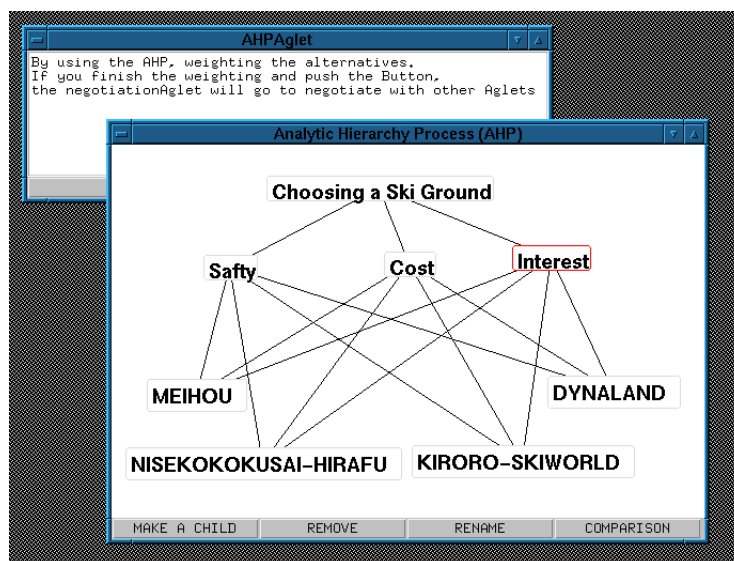 AHPAglet
By using the AHP, weighting the alternatives.
If you finish the weighting and push the Button,
the negotiationAglet will go to negotiate with other Aglets
Analytic Hierarchy Process (AHP)
Choosing a Ski Ground
Safty
Cost
Interest
MEIHOU
DYNALAND
NISEKOKOKUSAI-HIRAFU
KIRORO-SKIWORLD
MAKE A CHILD
REMOVE
RENAME
COMPARISON